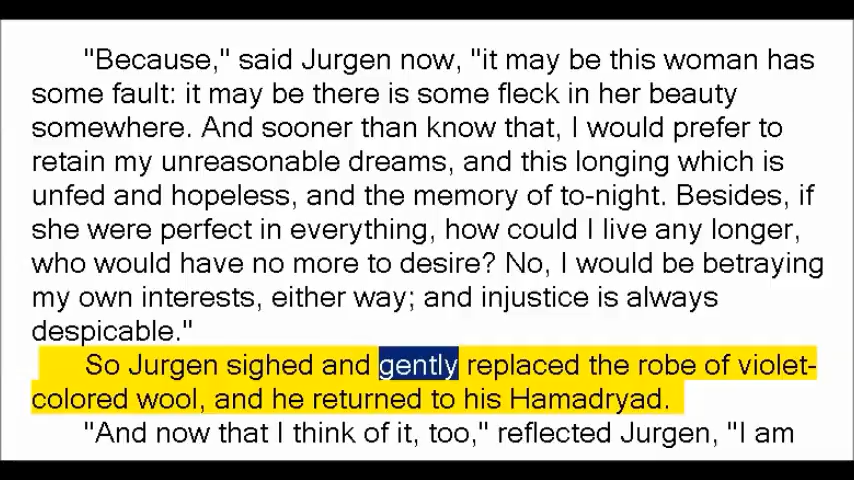 "Because," said Jurgen now, "it may be this woman has
some fault: it may be there is some fleck in her beauty
somewhere. And sooner than know that, I would prefer to
retain my unreasonable dreams, and this longing which is
unfed and hopeless, and the memory of to-night. Besides, if
she were perfect in everything, how could I live any longer,
who would have no more to desire? No, I would be betraying
my own interests, either way; and injustice is always
despicable."
So Jurgen sighed and gently replaced the robe of violet-
colored wool, and he returned to his Hamadryad.
"And now that I think of it, too," reflected Jurgen, "I am